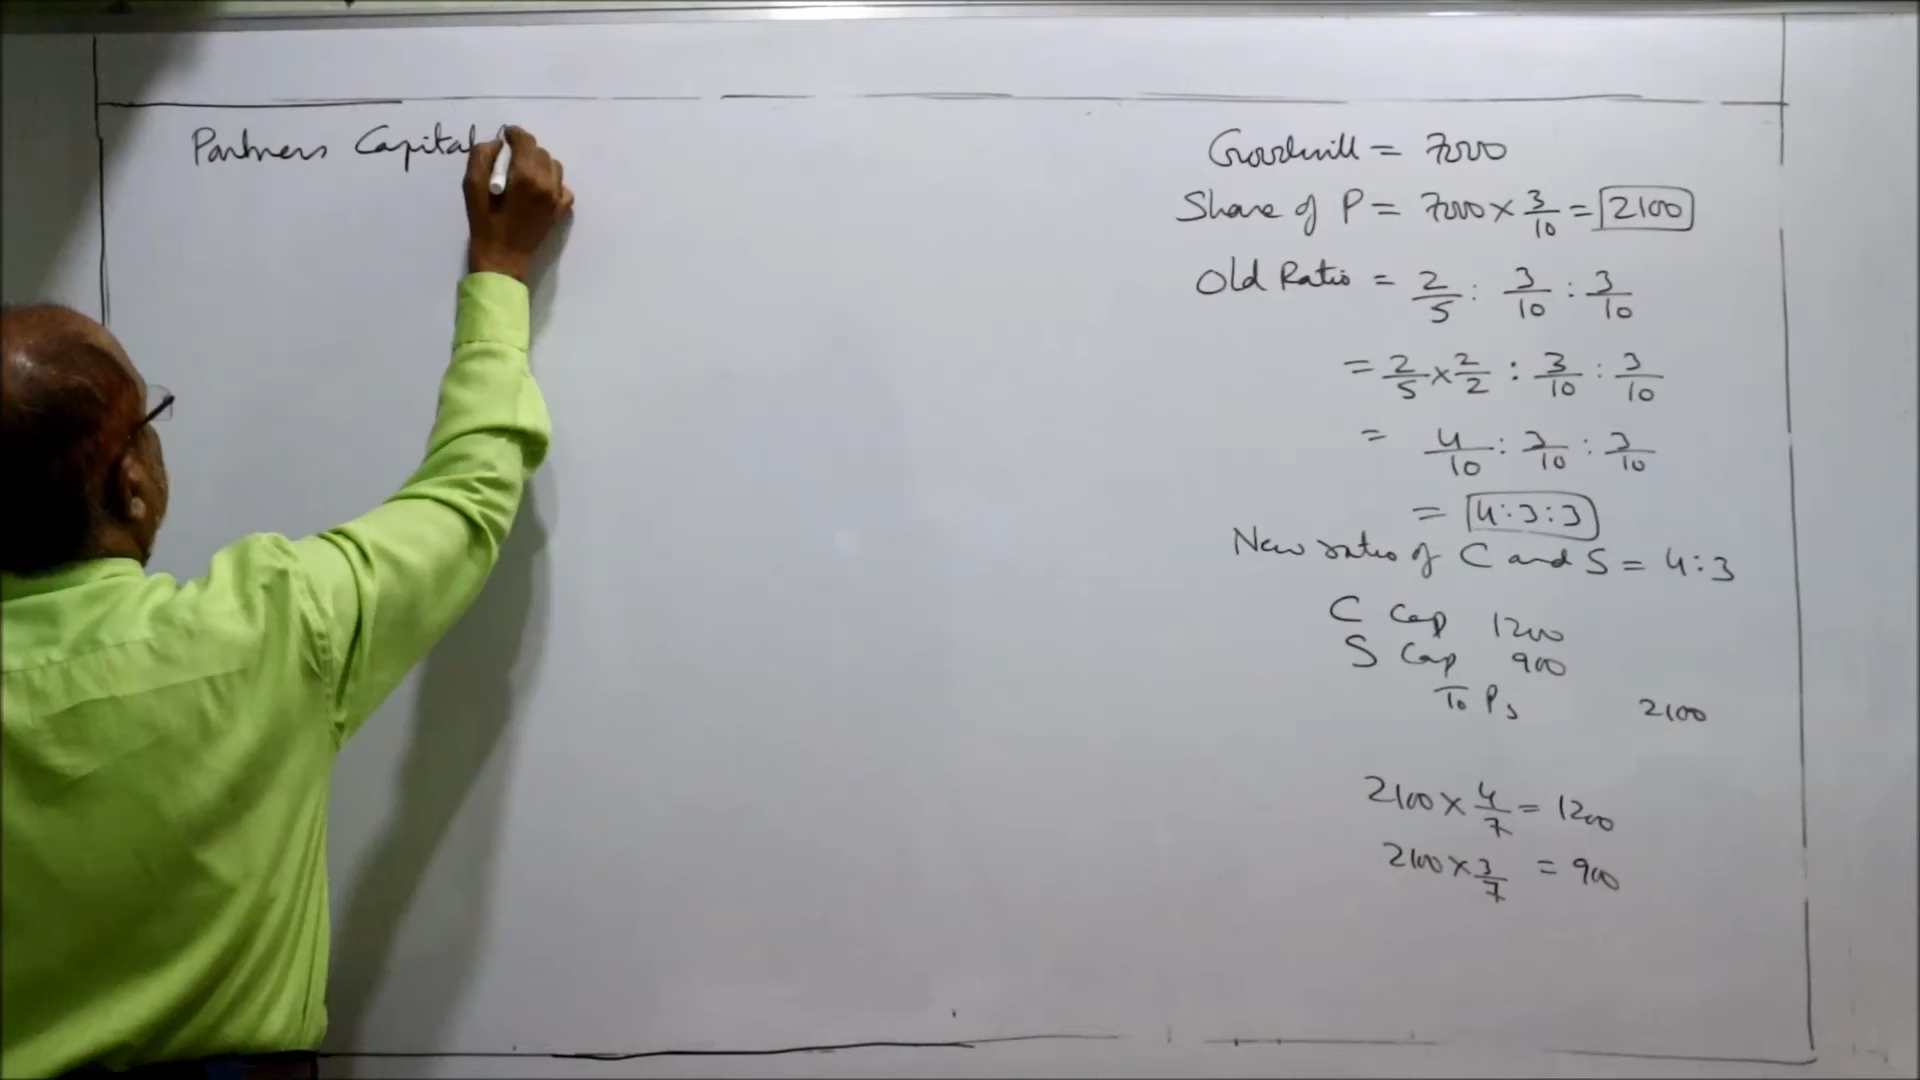 Partners Capital
Goodwill = 7000
Share of P = 7000 × 3/10 = 2100
Old Ratio = 2/5 : 3/10 : 3/10
= 2/5 × 2/2 : 3/10 : 3/10
= 4/10 : 3/10 : 3/10
= 4:3:3
New ratio of C and S = 4:3
C Cap 1200
S Cap 900
To Ps 2100
2100 × 4/7 = 1200
2100 × 3/7 = 900